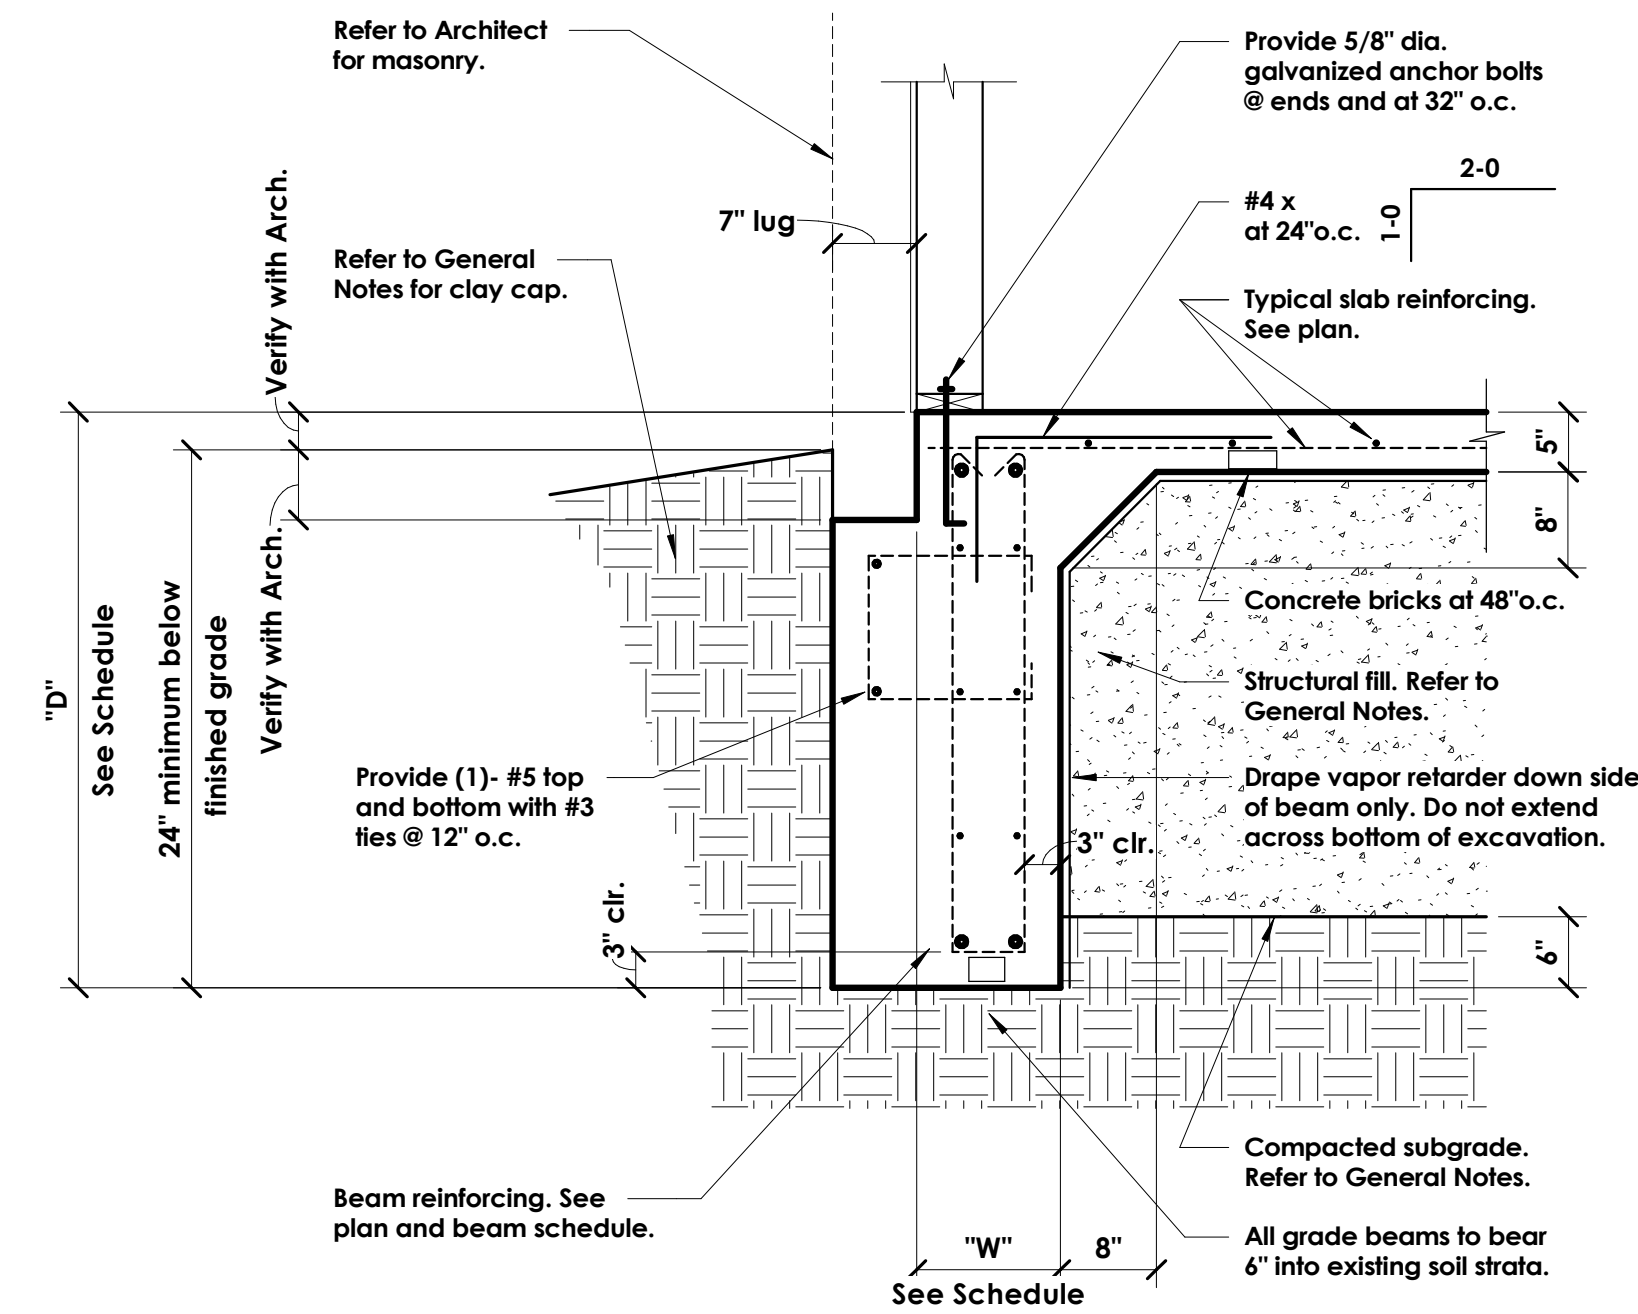 Refer to Architect
for masonry.
Provide 5/8" dia.
galvanized anchor bolts
@ ends and at 32" o.c.
2-0
1-0
#4 x
at 24"o.c.
7" lug
Verify with Arch.
Refer to General
Notes for clay cap.
Typical slab reinforcing.
See plan.
5"
8"
Concrete bricks at 48"o.c.
"D"
See Schedule
24" minimum below
finished grade
Verify with Arch.
Structural fill. Refer to
General Notes.
Provide (1)- #5 top
and bottom with #3
ties @ 12" o.c.
Drape vapor retarder down side
of beam only. Do not extend
across bottom of excavation.
3" clr.
3" clr.
6"
Compacted subgrade.
Refer to General Notes.
Beam reinforcing. See
plan and beam schedule.
All grade beams to bear
6" into existing soil strata.
"W"
8"
See Schedule